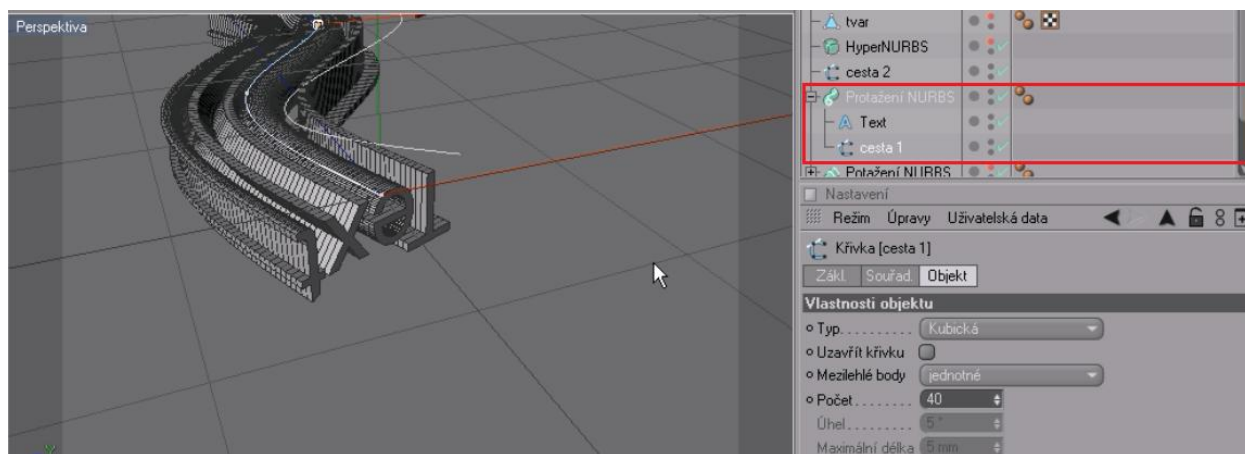 Perspektiva
tvar
HyperNURBS
cesta 2
Protažení NURBS
Text
cesta 1
Potažení NURBS
Nastavení
Režim Úpravy Uživatelská data
Křivka [cesta 1]
Zákl. Souřad. Objekt
Vlastnosti objektu
Typ. . . . . . . . . . Kubická
Uzavřít křivku
Mezilehlé body jednotné
Počet. . . . . . . . 40
Úhel. . . . . . . . . 5 °
Maximální délka 5 mm